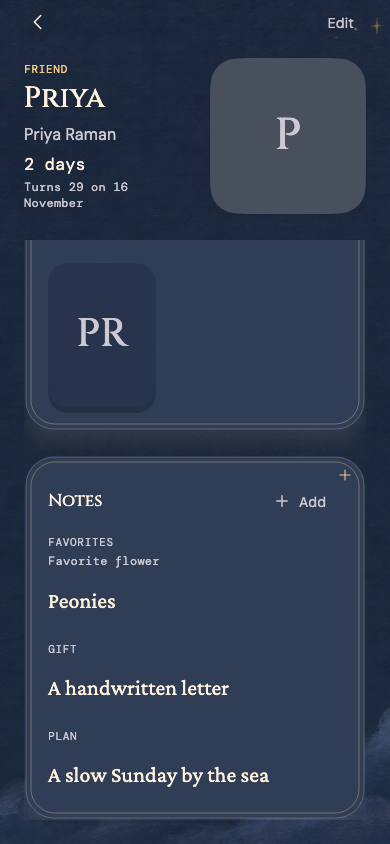 Edit
FRIEND
Priya
Priya Raman
2 days
Turns 29 on 16
November
P
PR
Notes
+ Add
FAVORITES
Favorite flower
Peonies
GIFT
A handwritten letter
PLAN
A slow Sunday by the sea